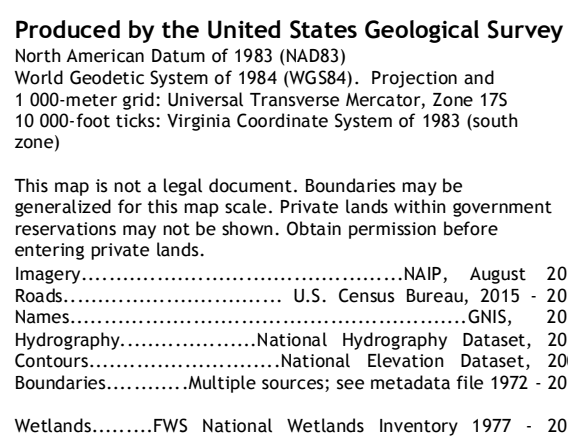 Produced by the United States Geological Survey
North American Datum of 1983 (NAD83)
World Geodetic System of 1984 (WGS84). Projection and
1 000-meter grid: Universal Transverse Mercator, Zone 17S
10 000-foot ticks: Virginia Coordinate System of 1983 (south
zone)
This map is not a legal document. Boundaries may be
generalized for this map scale. Private lands within government
reservations may not be shown. Obtain permission before
entering private lands.
Imagery..........................................NAIP, August 20
Roads............................. U.S. Census Bureau, 2015 - 20
Names....................................................GNIS, 20
Hydrography..................National Hydrography Dataset, 20
Contours.........................National Elevation Dataset, 20
Boundaries...........Multiple sources; see metadata file 1972 - 20
Wetlands.........FWS National Wetlands Inventory 1977 - 20